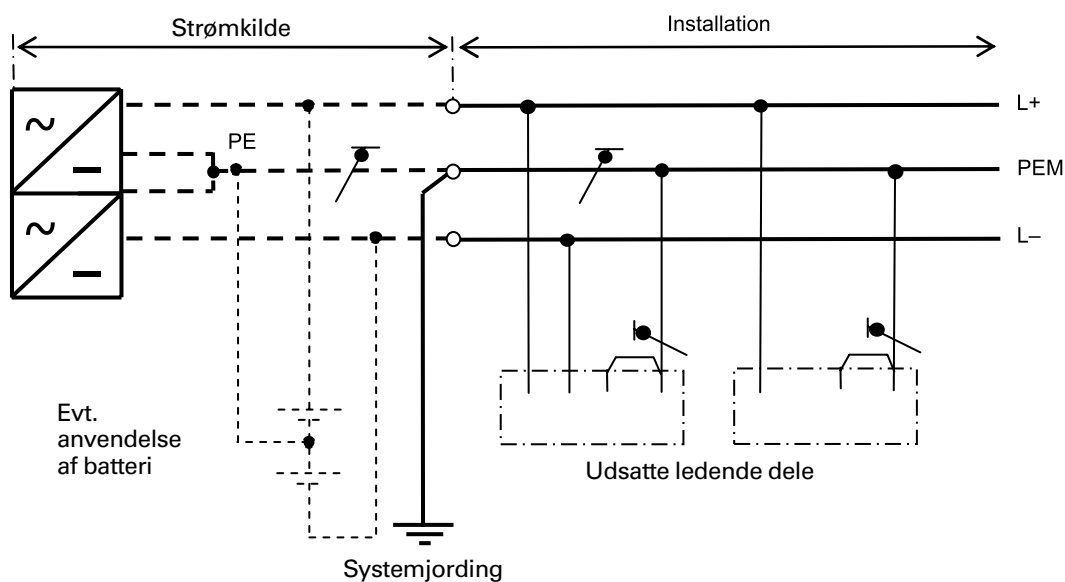 Strømkilde
Installation
L+
PE
PEM
L–
Evt.
anvendelse
af batteri
Udsatte ledende dele
Systemjording